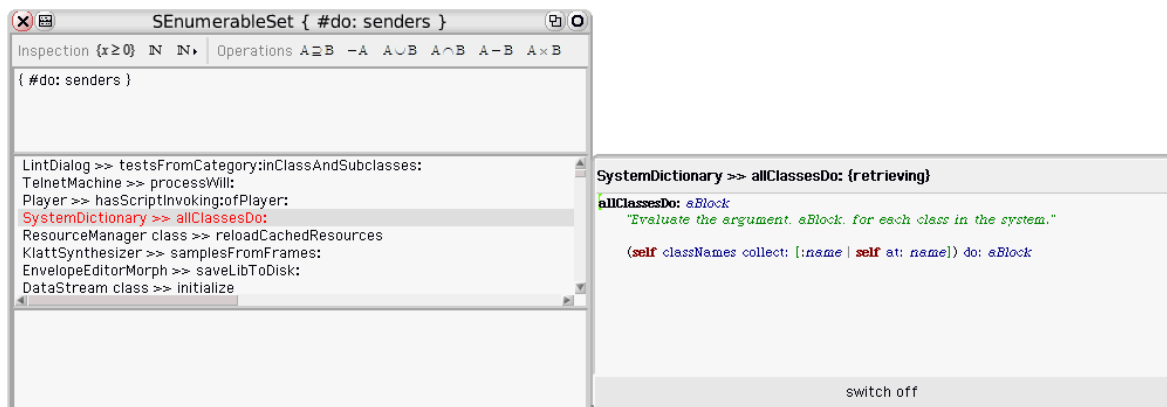 SEnumerableSet { #do: senders }
Inspection {x≥0} ℕ ℕ▸ Operations A⊇B −A A∪B A∩B A−B A×B
{ #do: senders }
LintDialog >> testsFromCategory:inClassAndSubclasses:
TelnetMachine >> processWill:
Player >> hasScriptInvoking:ofPlayer:
SystemDictionary >> allClassesDo:
ResourceManager class >> reloadCachedResources
KlattSynthesizer >> samplesFromFrames:
EnvelopeEditorMorph >> saveLibToDisk:
DataStream class >> initialize
SystemDictionary >> allClassesDo: {retrieving}
allClassesDo: aBlock
"Evaluate the argument, aBlock, for each class in the system."
(self classNames collect: [:name | self at: name]) do: aBlock
switch off